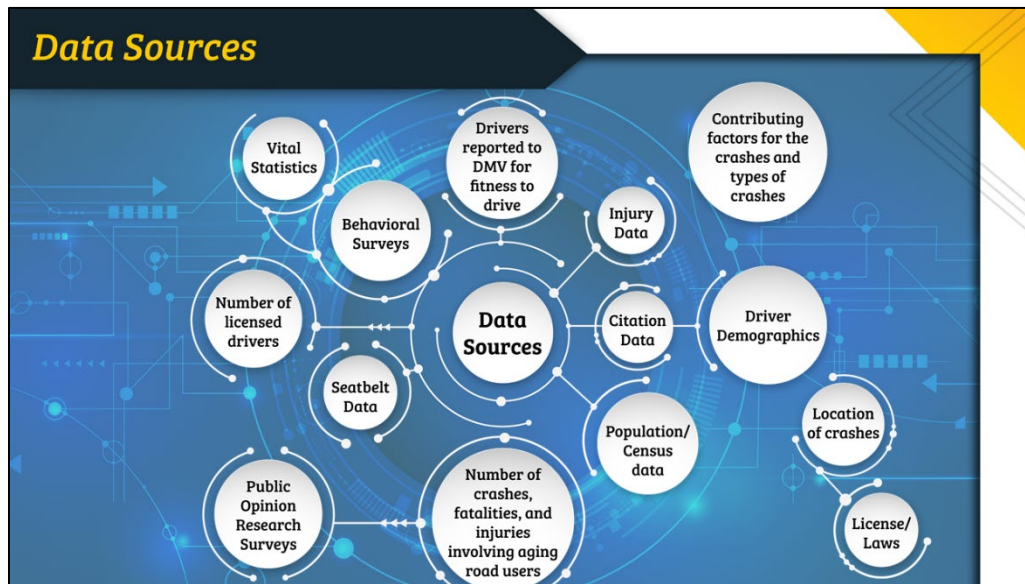 Data Sources
Vital
Statistics
Drivers
reported to
DMV for
fitness to
drive
Contributing
factors for the
crashes and
types of
crashes
Behavioral
Surveys
Injury
Data
Number of
licensed
drivers
Data
Sources
Citation
Data
Driver
Demographics
Seatbelt
Data
Population/
Census
data
Location
of crashes
Public
Opinion
Research
Surveys
Number of
crashes,
fatalities, and
injuries
involving aging
road users
License/
Laws